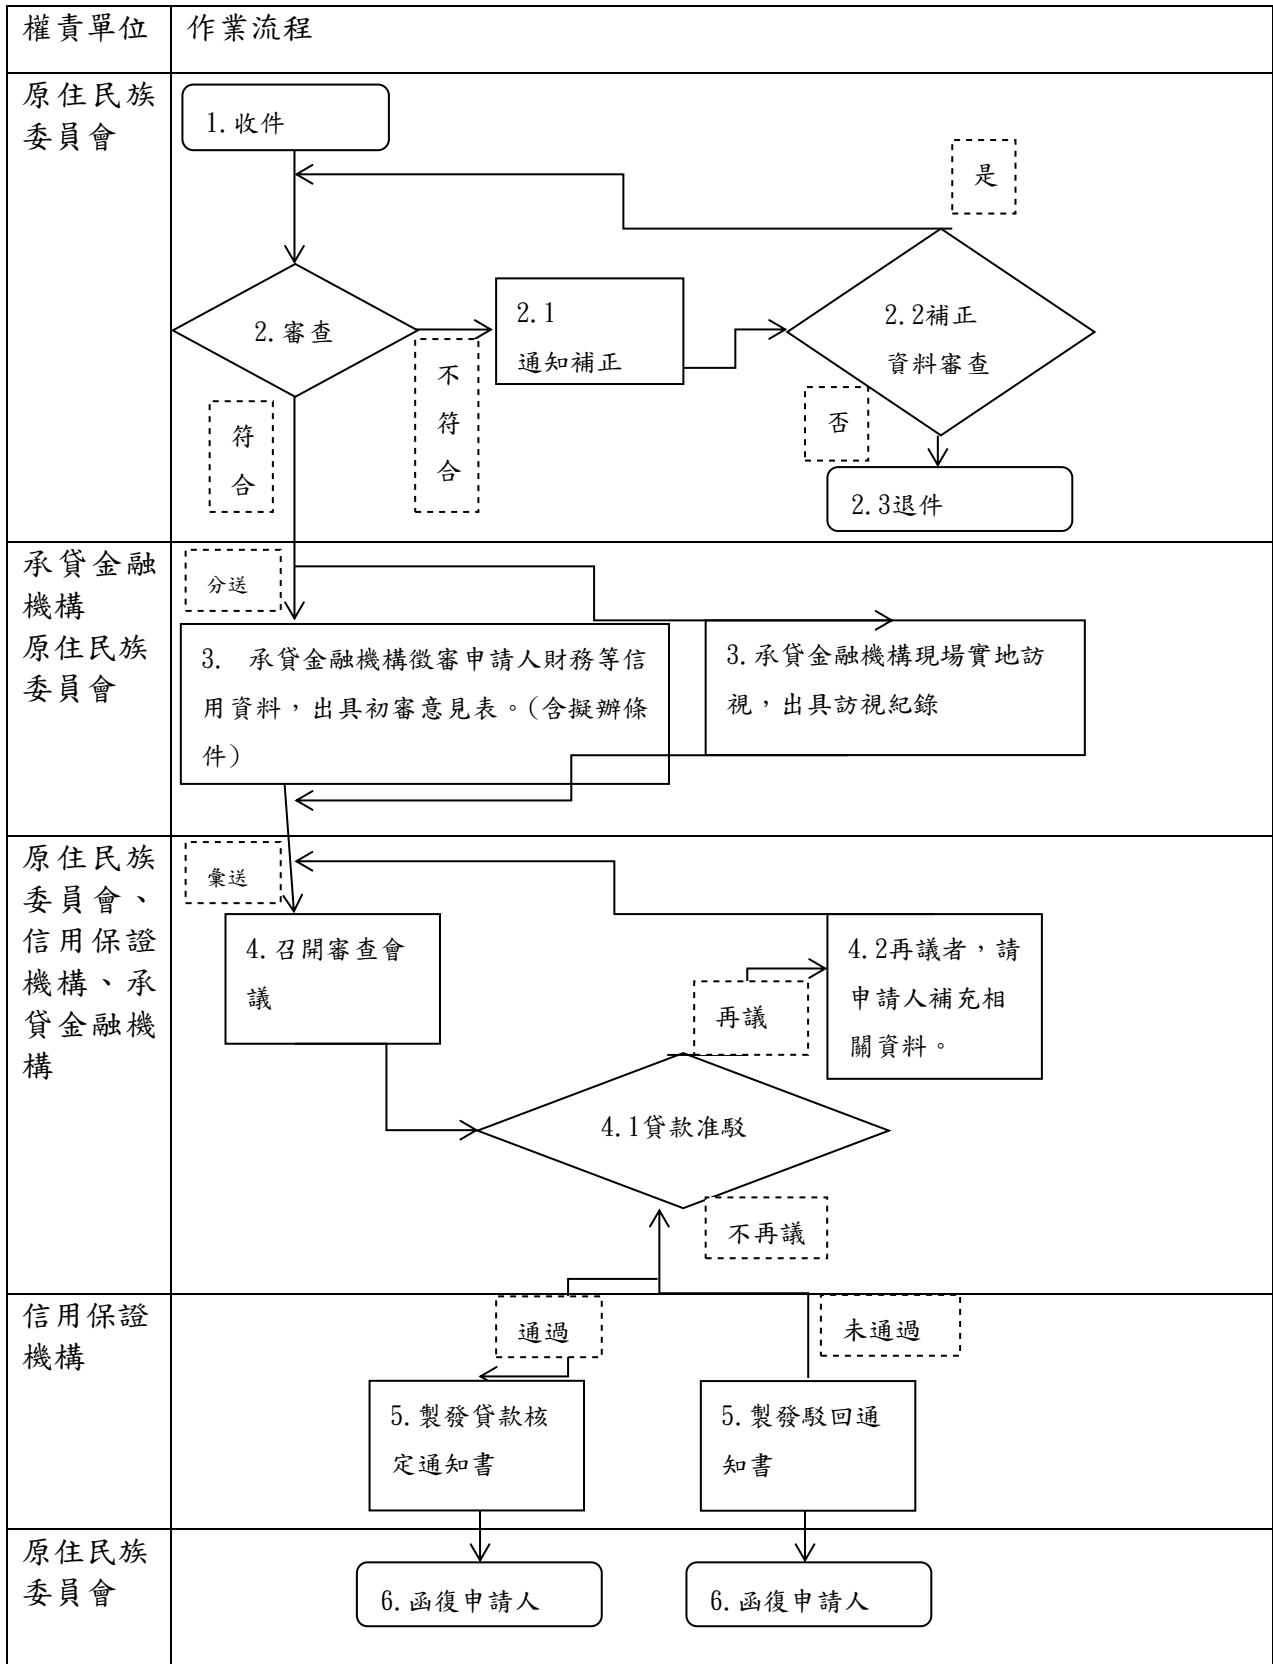 權責單位
作業流程
原住民族
委員會
1.收件
是
2.審查
2.1
通知補正
2.2補正
資料審查
不
符
合
符
合
否
2.3退件
承貸金融
機構
原住民族
委員會
分送
3. 承貸金融機構徵審申請人財務等信
用資料,出具初審意見表。(含擬辦條
件)
3.承貸金融機構現場實地訪
視,出具訪視紀錄
原住民族
委員會、
信用保證
機構、承
貸金融機
構
彙送
4.召開審查會
議
再議
4.2再議者,請
申請人補充相
關資料。
4.1貸款准駁
不再議
信用保證
機構
通過
未通過
5.製發貸款核
定通知書
5.製發駁回通
知書
原住民族
委員會
6.函復申請人
6.函復申請人